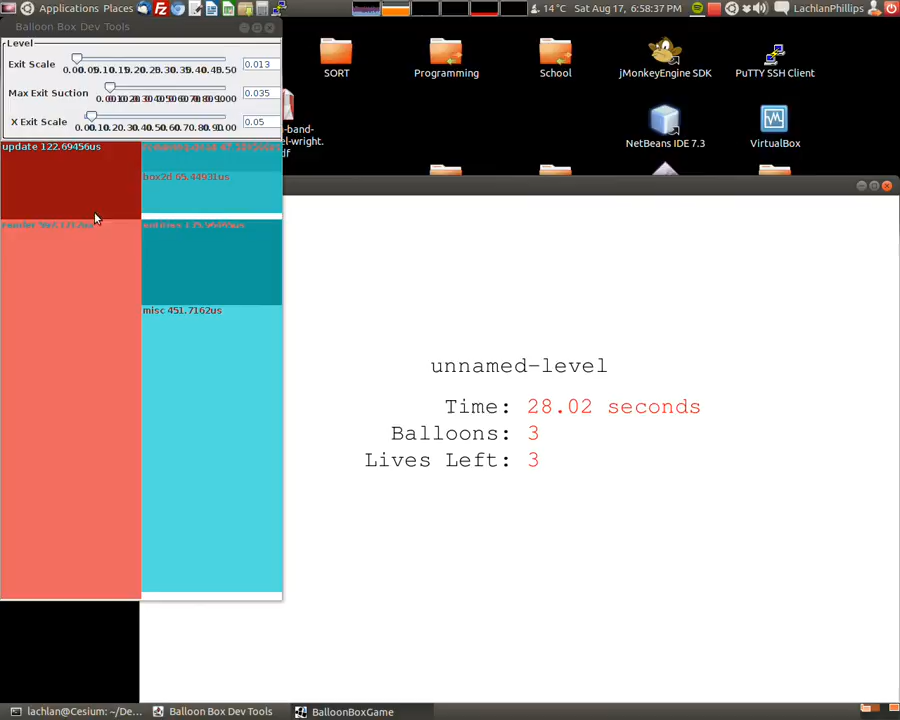 Applications Places
14 °C Sat Aug 17, 6:58:37 PM LachlanPhillips
Balloon Box Dev Tools
Level
Exit Scale 0.013
Max Exit Suction 0.035
X Exit Scale 0.05
update 122.69456us
box2d 65.44931us
misc 451.7162us
SORT
Programming
School
jMonkeyEngine SDK
PuTTY SSH Client
NetBeans IDE 7.3
VirtualBox
unnamed-level
Time: 28.02 seconds
Balloons: 3
Lives Left: 3
lachlan@Cesium: ~/De...
Balloon Box Dev Tools
BalloonBoxGame